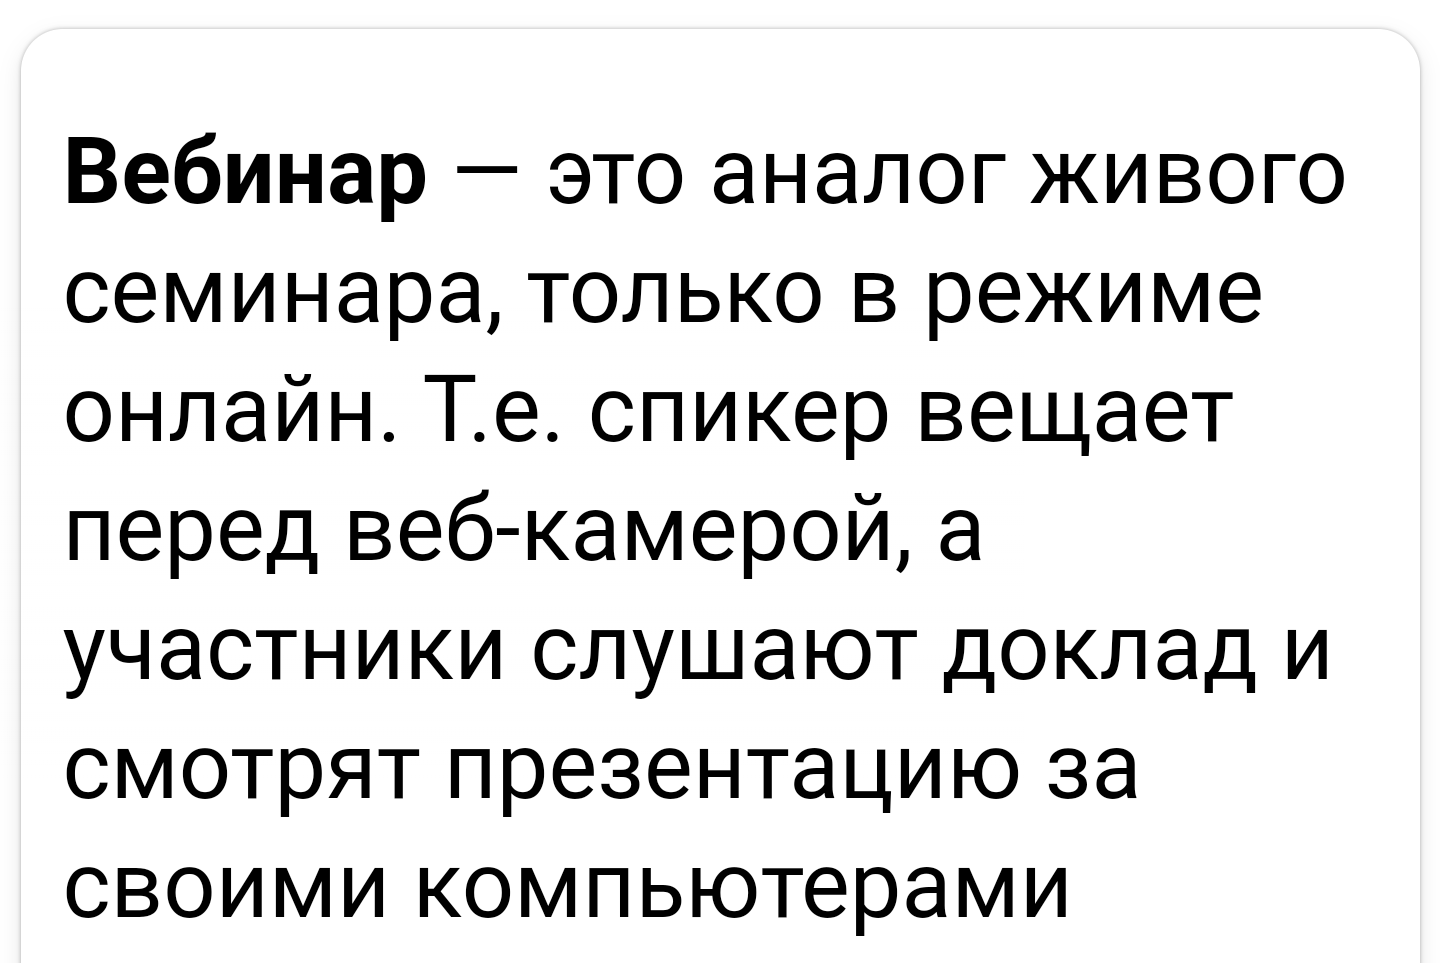 Вебинар — это аналог живого
семинара, только в режиме
онлайн. Т.е. спикер вещает
перед веб-камерой, а
участники слушают доклад и
смотрят презентацию за
своими компьютерами